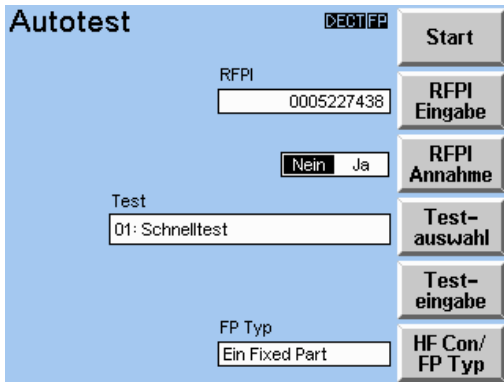 Autotest
DECT FP
Start
RFPI
0005227438
RFPI
Eingabe
Nein Ja
RFPI
Annahme
Test
01: Schnelltest
Test-
auswahl
Test-
eingabe
FP Typ
Ein Fixed Part
HF Con/
FP Typ